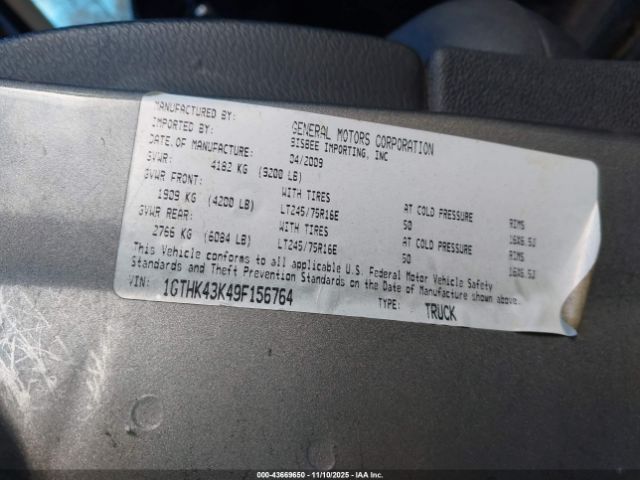 MANUFACTURED BY: GENERAL MOTORS CORPORATION
IMPORTED BY: BISBEE IMPORTING, INC
DATE OF MANUFACTURE: 04/2009
GVWR: 4182 KG (9200 LB)
GVWR FRONT: WITH TIRES AT COLD PRESSURE RIMS
1909 KG (4200 LB) LT245/75R16E 50 16X6.5J
GVWR REAR: WITH TIRES AT COLD PRESSURE RIMS
2766 KG (6084 LB) LT245/75R16E 50 16X6.5J
This Vehicle conforms to all applicable U.S. Federal Motor Vehicle Safety
Standards and Theft Prevention Standards on the Date of Manufacture shown above.
VIN: 1GTHK43K49F156764 TYPE: TRUCK
000-43669650 - 11/10/2025 - IAA Inc.